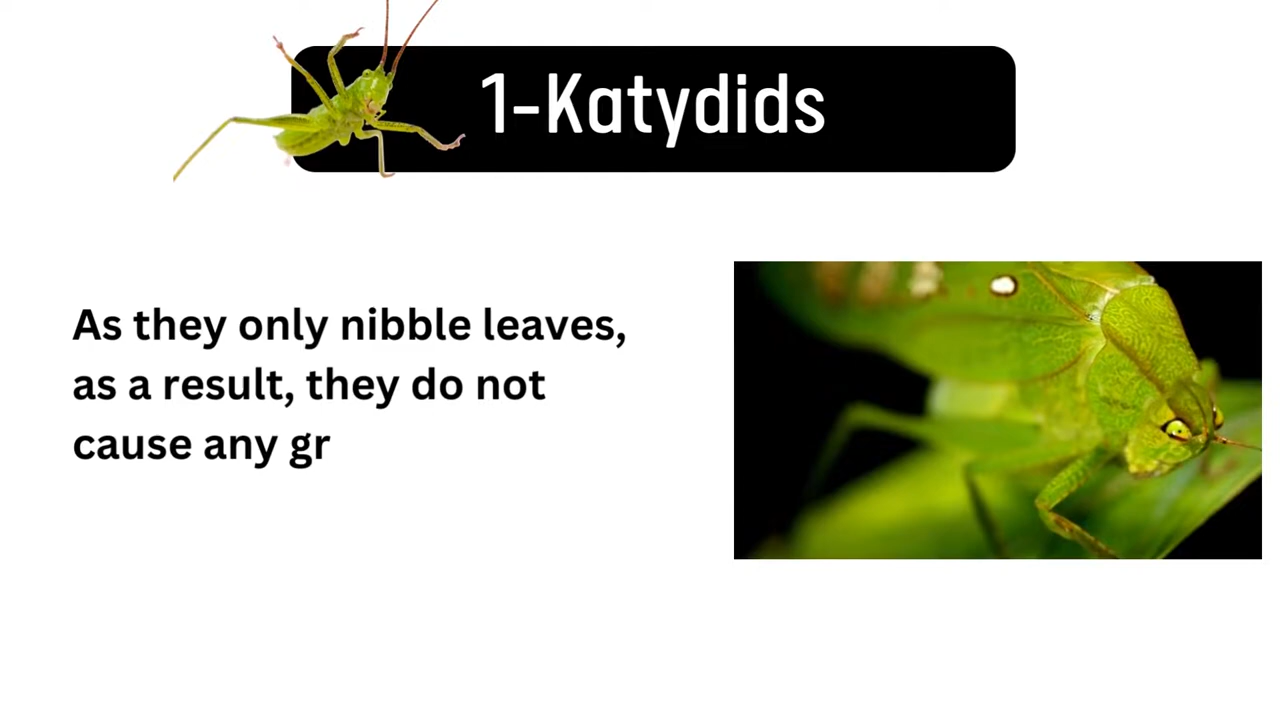 1-Katydids
As they only nibble leaves,
as a result, they do not
cause any gr